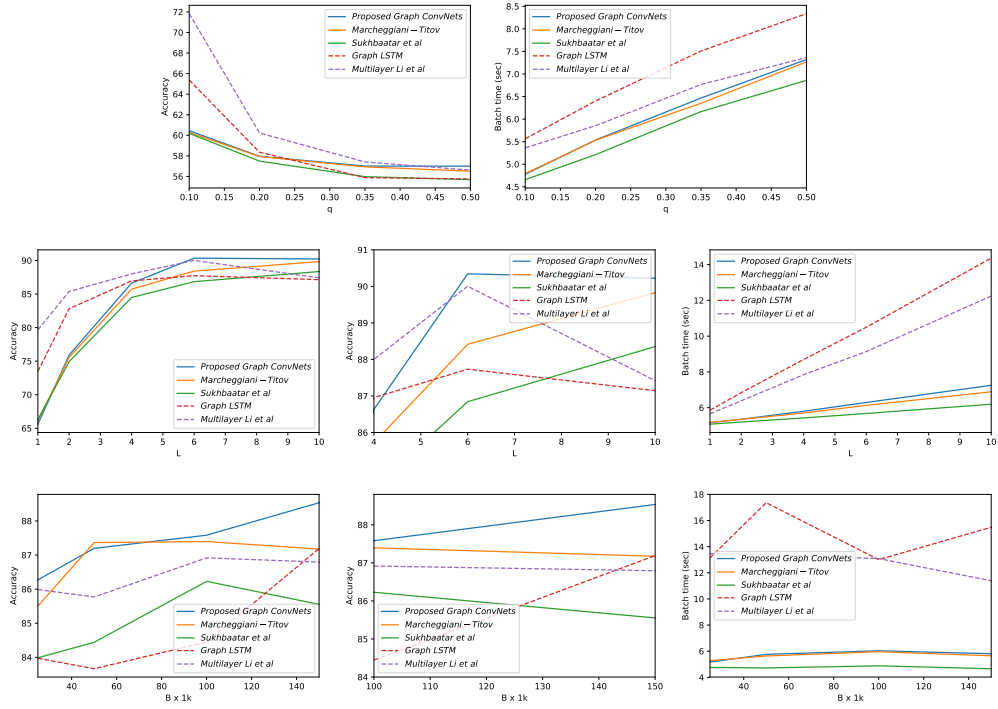 72
70
68
66
64
62
60
58
56
Accuracy
0.10 0.15 0.20 0.25 0.30 0.35 0.40 0.45 0.50
q
Proposed Graph ConvNets
Marcheggiani−Titov
Sukhbaatar et al
Graph LSTM
Multilayer Li et al
8.5
8.0
7.5
7.0
6.5
6.0
5.5
5.0
4.5
Batch time (sec)
0.10 0.15 0.20 0.25 0.30 0.35 0.40 0.45 0.50
q
Proposed Graph ConvNets
Marcheggiani−Titov
Sukhbaatar et al
Graph LSTM
Multilayer Li et al
90
85
80
75
70
65
Accuracy
1 2 3 4 5 6 7 8 9 10
L
Proposed Graph ConvNets
Marcheggiani−Titov
Sukhbaatar et al
Graph LSTM
Multilayer Li et al
91
90
89
88
87
86
Accuracy
4 5 6 7 8 9 10
L
Proposed Graph ConvNets
Marcheggiani−Titov
Sukhbaatar et al
Graph LSTM
Multilayer Li et al
14
12
10
8
6
Batch time (sec)
1 2 3 4 5 6 7 8 9 10
L
Proposed Graph ConvNets
Marcheggiani−Titov
Sukhbaatar et al
Graph LSTM
Multilayer Li et al
88
87
86
85
84
Accuracy
40 60 80 100 120 140
B x 1k
Proposed Graph ConvNets
Marcheggiani−Titov
Sukhbaatar et al
Graph LSTM
Multilayer Li et al
88
87
86
85
84
Accuracy
100 110 120 130 140 150
B x 1k
Proposed Graph ConvNets
Marcheggiani−Titov
Sukhbaatar et al
Graph LSTM
Multilayer Li et al
18
16
14
12
10
8
6
4
Batch time (sec)
40 60 80 100 120 140
B x 1k
Proposed Graph ConvNets
Marcheggiani−Titov
Sukhbaatar et al
Graph LSTM
Multilayer Li et al